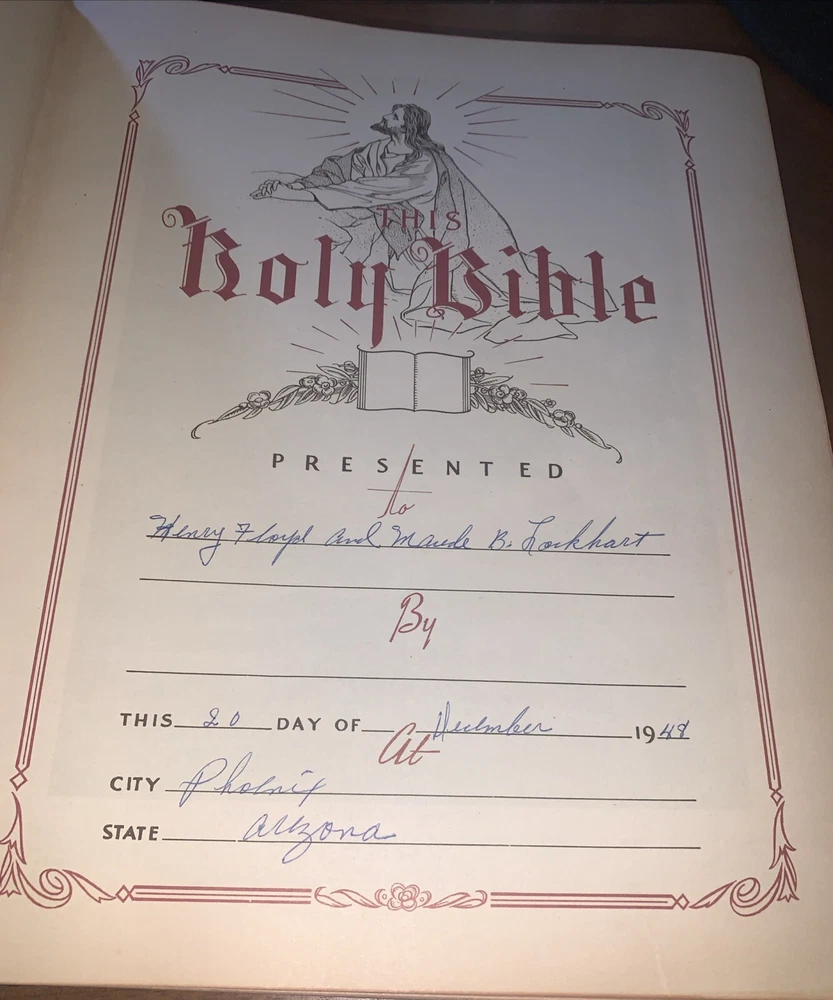 THIS
Holy Bible
PRESENTED
to
Henry Floyd and Maude B. Lockhart
By
THIS 20 DAY OF December 1948
At
CITY Phoenix
STATE Arizona